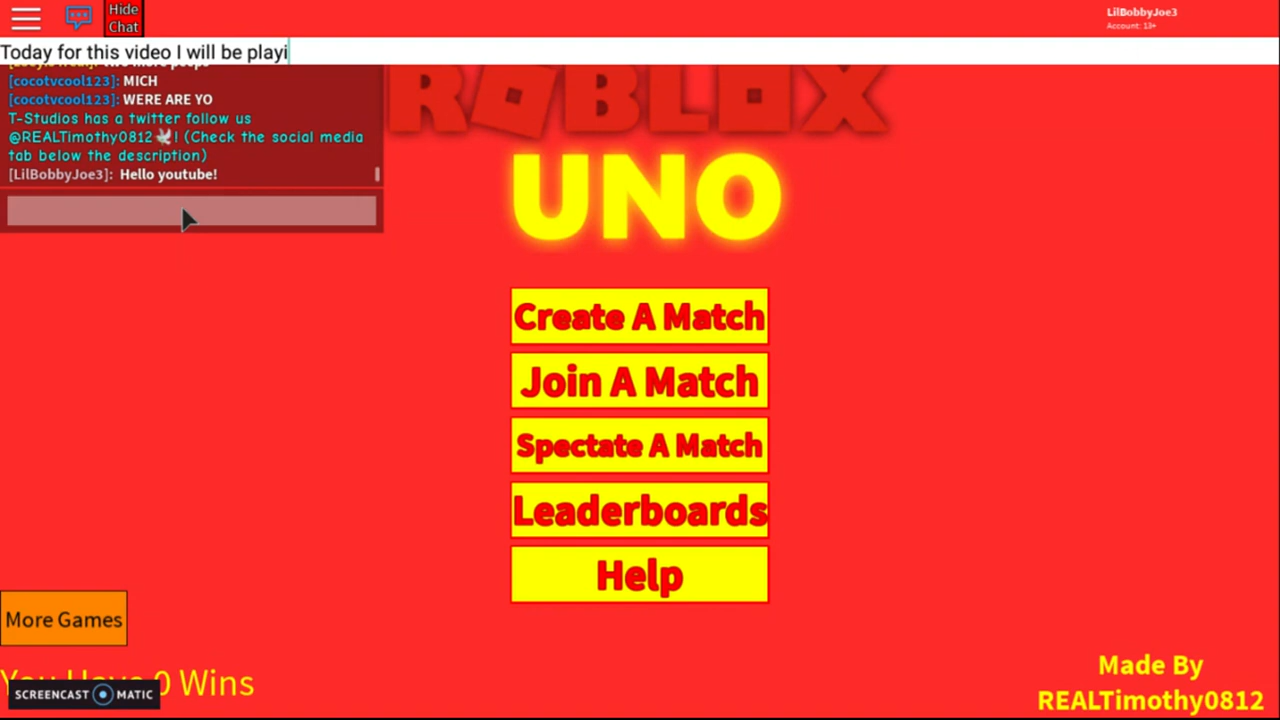 Hide
Chat
LilBobbyJoe3
Account: 13+
Today for this video I will be playi
[cocotvcool123]: MICH
[cocotvcool123]: WERE ARE YO
T-Studios has a twitter follow us
@REALTimothy0812🕊! (Check the social media
tab below the description)
[LilBobbyJoe3]: Hello youtube!
ROBLOX
UNO
Create A Match
Join A Match
Spectate A Match
Leaderboards
Help
More Games
You Have 0 Wins
SCREENCAST MATIC
Made By
REALTimothy0812